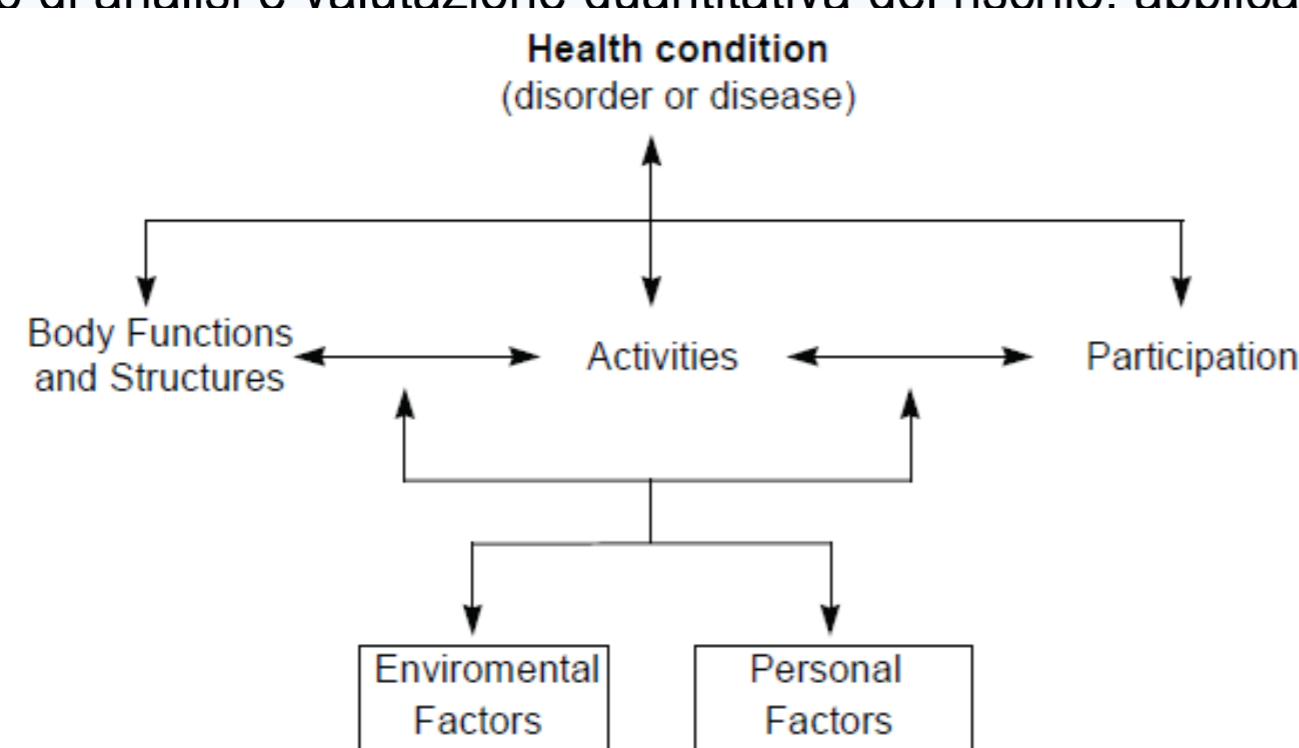 di analisi e valutazione quantitativa del rischio: applica
Health condition
(disorder or disease)
Body Functions
and Structures
Activities
Participation
Enviromental
Factors
Personal
Factors